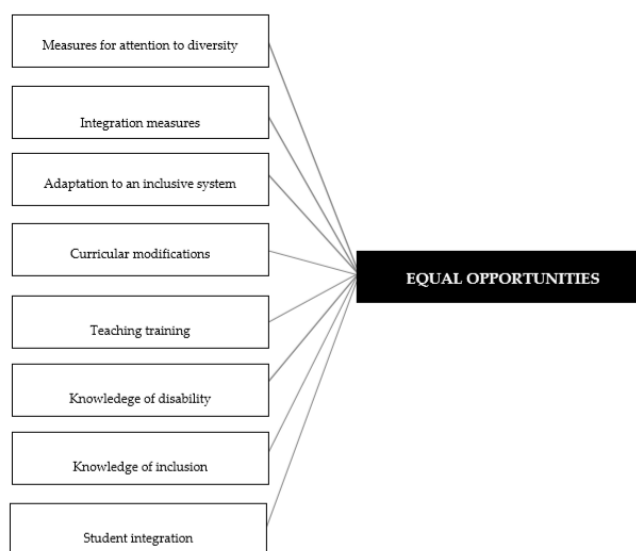 Measures for attention to diversity
Integration measures
Adaptation to an inclusive system
Curricular modifications
EQUAL OPPORTUNITIES
Teaching training
Knowledege of disability
Knowledge of inclusion
Student integration